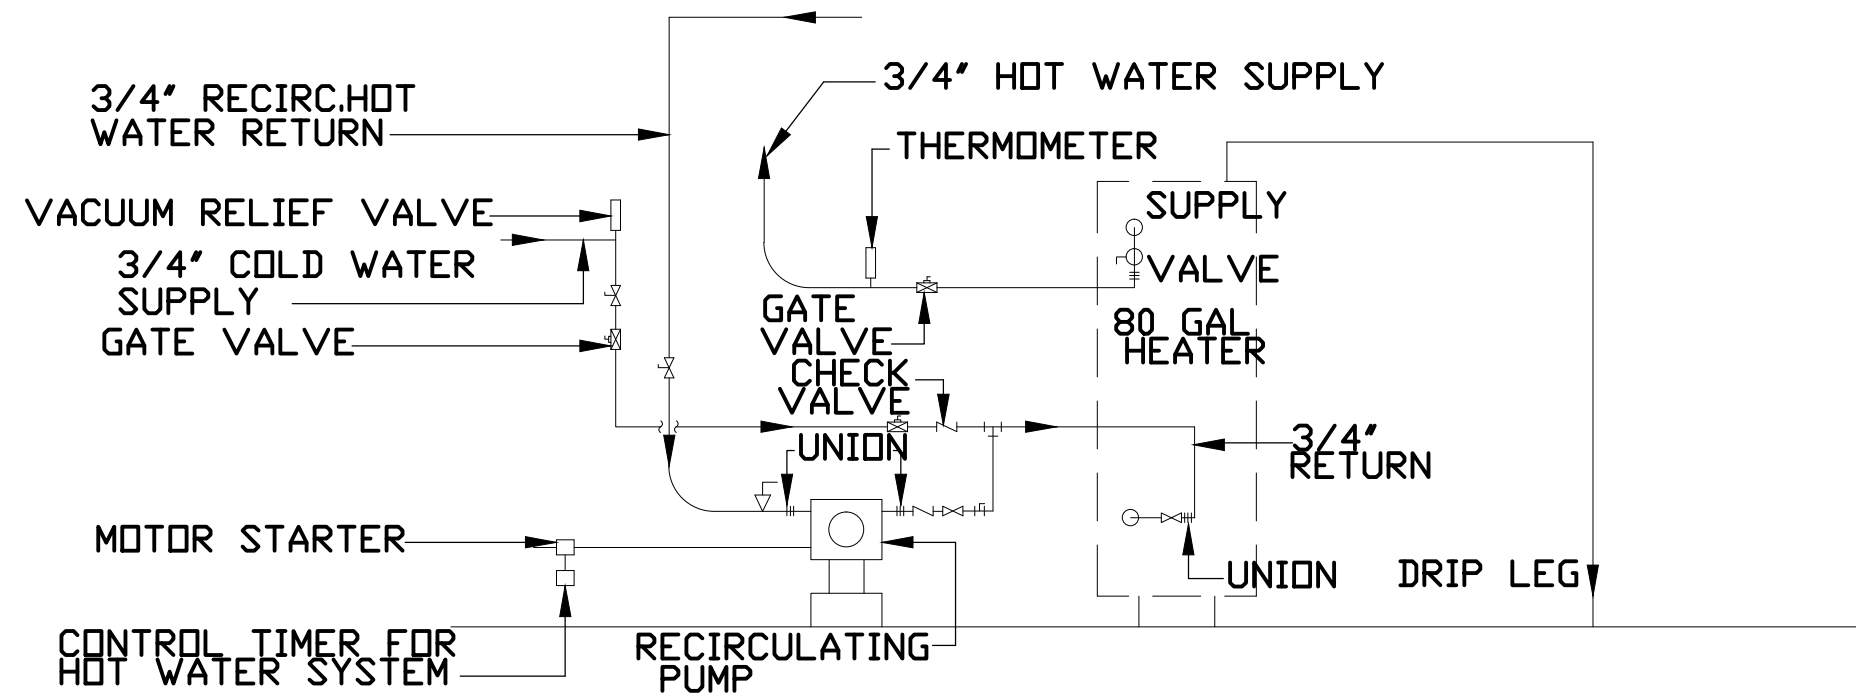 3/4" HOT WATER SUPPLY
3/4" RECIRC.HOT
WATER RETURN
THERMOMETER
VACUUM RELIEF VALVE
SUPPLY
VALVE
3/4" COLD WATER
SUPPLY
GATE VALVE
GATE
VALVE
80 GAL
HEATER
CHECK
VALVE
UNION
3/4"
RETURN
MOTOR STARTER
UNION
DRIP LEG
CONTROL TIMER FOR
HOT WATER SYSTEM
RECIRCULATING
PUMP